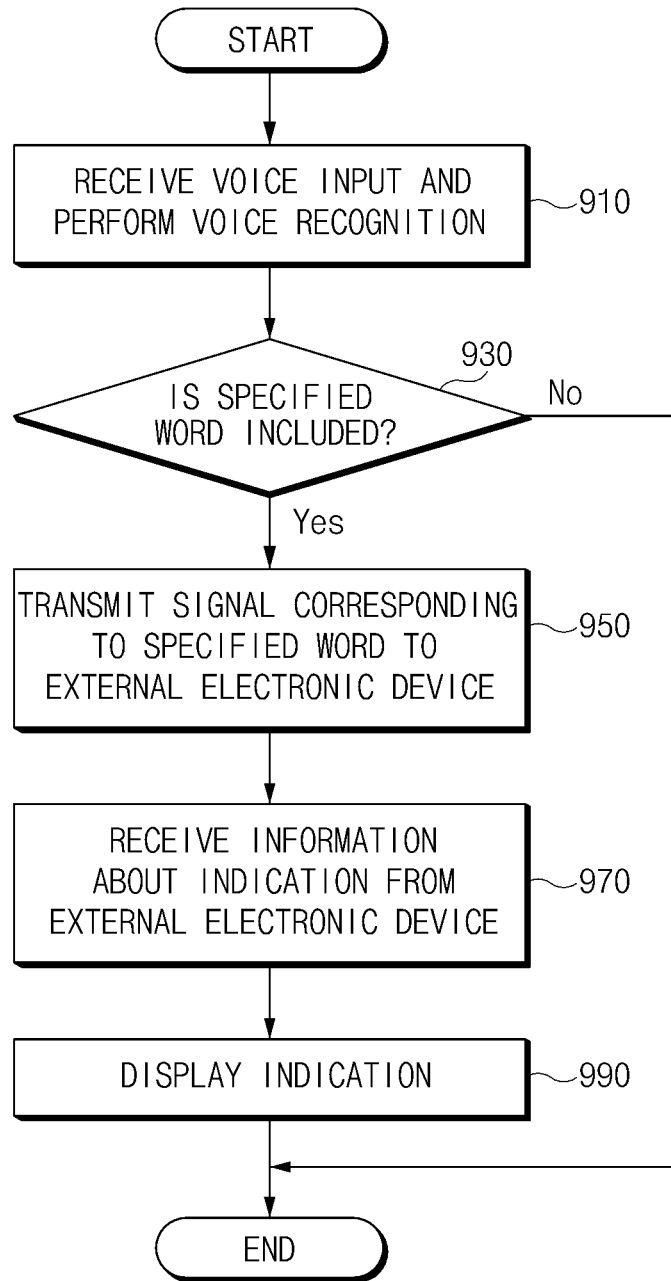 START
RECEIVE VOICE INPUT AND
PERFORM VOICE RECOGNITION
910
930
IS SPECIFIED
WORD INCLUDED?
No
Yes
TRANSMIT SIGNAL CORRESPONDING
TO SPECIFIED WORD TO
EXTERNAL ELECTRONIC DEVICE
950
RECEIVE INFORMATION
ABOUT INDICATION FROM
EXTERNAL ELECTRONIC DEVICE
970
DISPLAY INDICATION
990
END